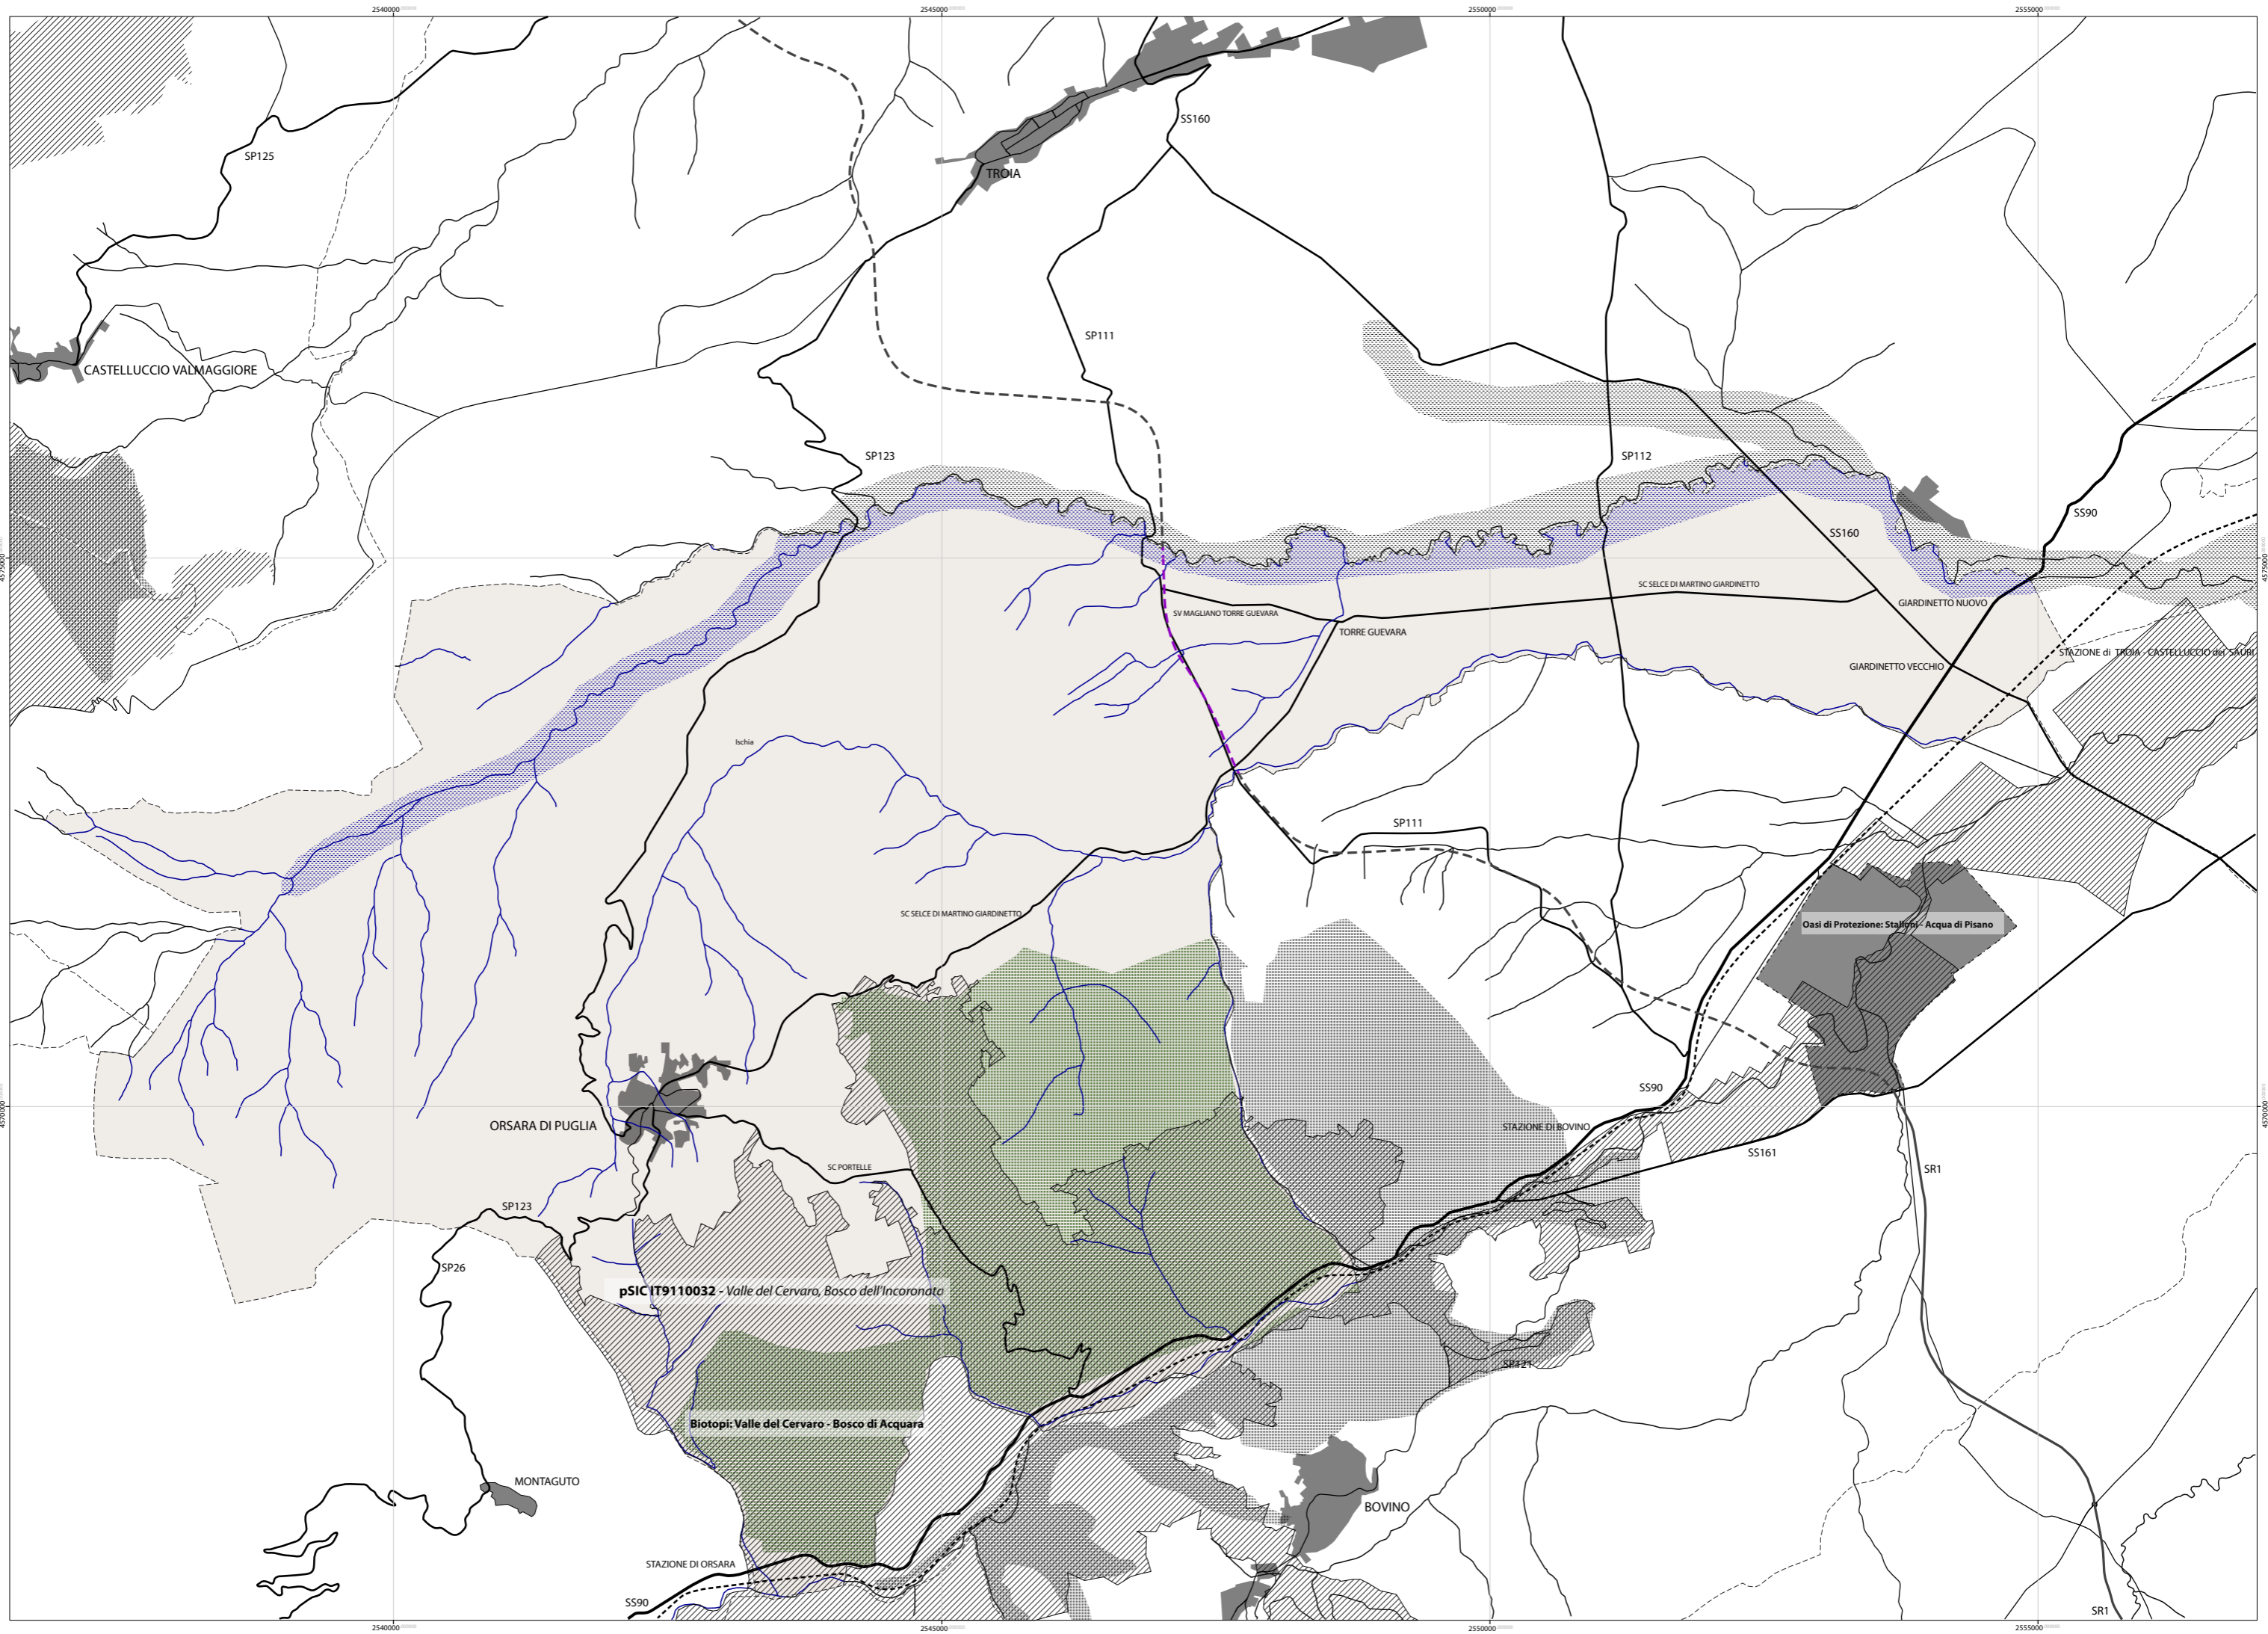 2540000
2545000
2550000
2555000
SS160
SP125
TROIA
SP111
CASTELLUCCIO VALMAGGIORE
SP123
SP112
SS90
SS160
4575000
4575000
SC SELCE DI MARTINO GIARDINETTO
GIARDINETTO NUOVO
SV MAGLIANO TORRE GUEVARA
TORRE GUEVARA
STAZIONE di TROIA - CASTELLUCCIO dei SAURI
GIARDINETTO VECCHIO
Ischia
SP111
SC SELCE DI MARTINO GIARDINETTO
Oasi di Protezione: Stalloni - Acqua di Pisano
SS90
4570000
4570000
ORSARA DI PUGLIA
STAZIONE DI BOVINO
SS161
SC PORTELLE
SR1
SP123
SP26
pSIC IT9110032 - Valle del Cervaro, Bosco dell'Incoronata
SP121
Biotopi: Valle del Cervaro - Bosco di Acquara
MONTAGUTO
BOVINO
STAZIONE DI ORSARA
SS90
SR1
2540000
2545000
2550000
2555000